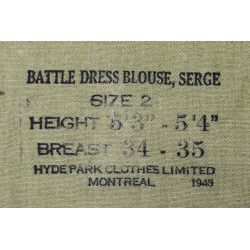 BATTLE DRESS BLOUSE, SERGE
SIZE 2
HEIGHT 5'3" - 5'4"
BREAST 34 - 35
HYDE PARK CLOTHES LIMITED
MONTREAL 1945